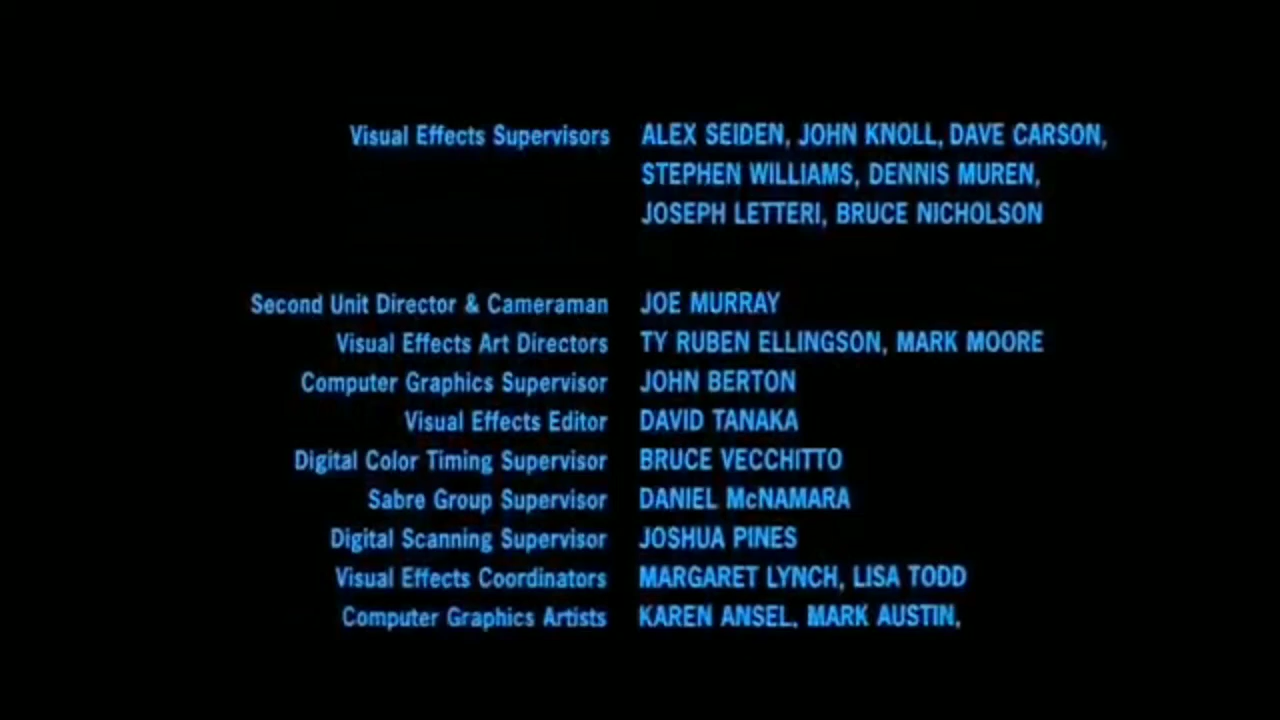 Visual Effects Supervisors ALEX SEIDEN, JOHN KNOLL, DAVE CARSON,
STEPHEN WILLIAMS, DENNIS MUREN,
JOSEPH LETTERI, BRUCE NICHOLSON
Second Unit Director & Cameraman JOE MURRAY
Visual Effects Art Directors TY RUBEN ELLINGSON, MARK MOORE
Computer Graphics Supervisor JOHN BERTON
Visual Effects Editor DAVID TANAKA
Digital Color Timing Supervisor BRUCE VECCHITTO
Sabre Group Supervisor DANIEL McNAMARA
Digital Scanning Supervisor JOSHUA PINES
Visual Effects Coordinators MARGARET LYNCH, LISA TODD
Computer Graphics Artists KAREN ANSEL, MARK AUSTIN,